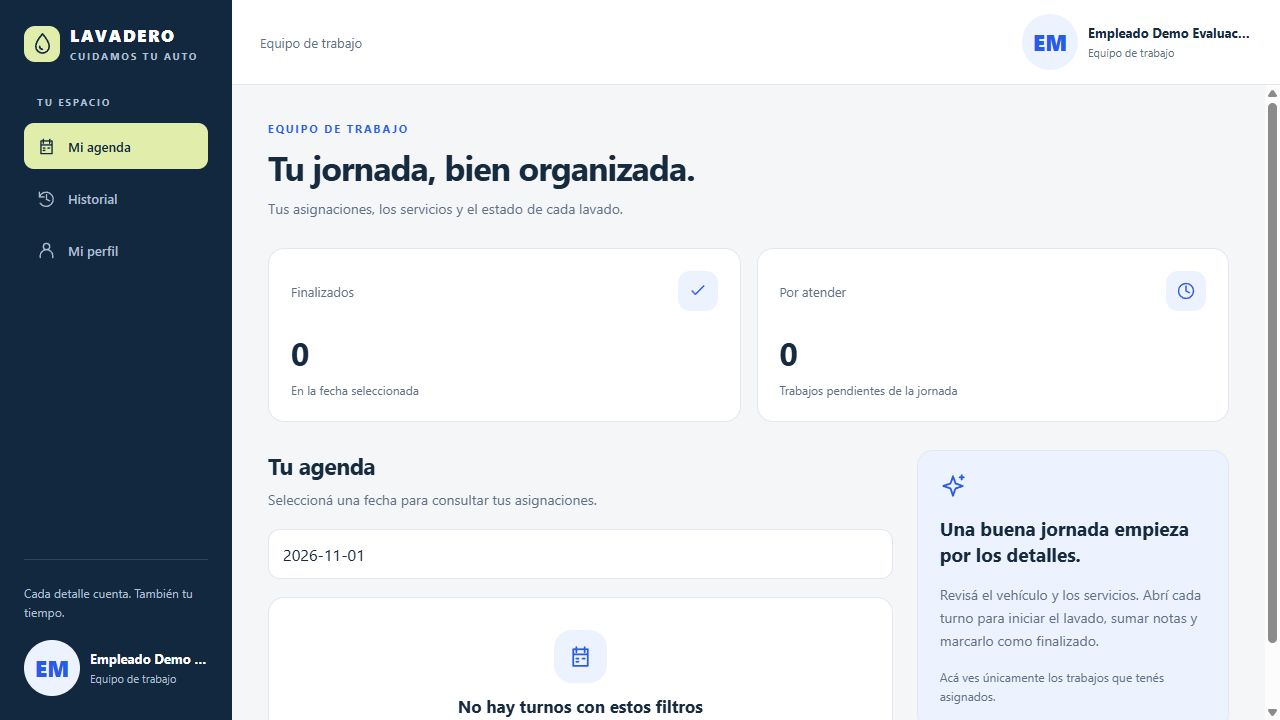 LAVADERO
CUIDAMOS TU AUTO
TU ESPACIO
Mi agenda
Historial
Mi perfil
Cada detalle cuenta. También tu
tiempo.
EM
Empleado Demo ...
Equipo de trabajo
Equipo de trabajo
EM
Empleado Demo Evaluac...
Equipo de trabajo
EQUIPO DE TRABAJO
Tu jornada, bien organizada.
Tus asignaciones, los servicios y el estado de cada lavado.
Finalizados
0
En la fecha seleccionada
Por atender
0
Trabajos pendientes de la jornada
Tu agenda
Seleccioná una fecha para consultar tus asignaciones.
2026-11-01
No hay turnos con estos filtros
Una buena jornada empieza
por los detalles.
Revisá el vehículo y los servicios. Abrí cada
turno para iniciar el lavado, sumar notas y
marcarlo como finalizado.
Acá ves únicamente los trabajos que tenés
asignados.